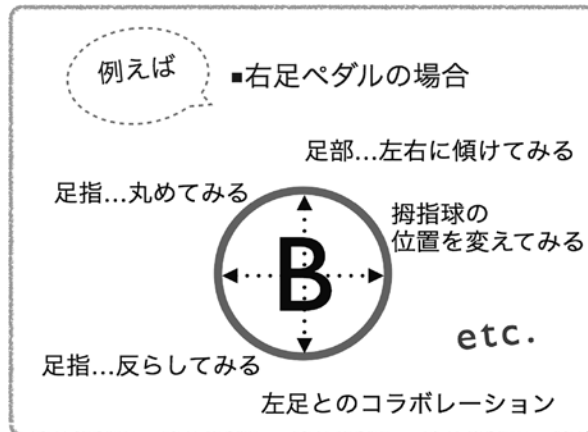 例えば
■右足ペダルの場合
足部…左右に傾けてみる
足指…丸めてみる
拇指球の
位置を変えてみる
B
etc.
足指…反らしてみる
左足とのコラボレーション